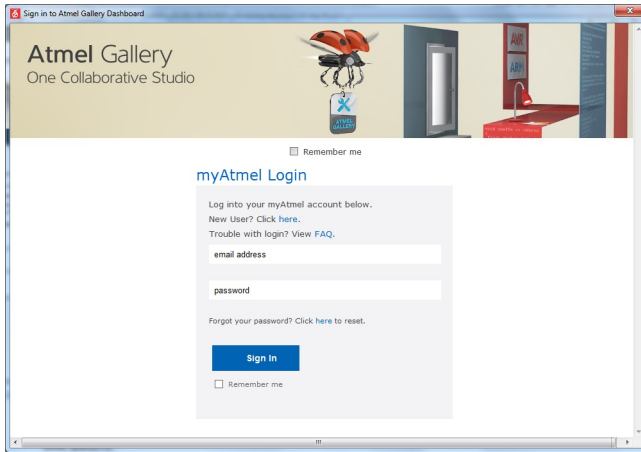 Sign in to Atmel Gallery Dashboard
Atmel Gallery
One Collaborative Studio
AVR
ARM
ATMEL
GALLERY
Remember me
myAtmel Login
Log into your myAtmel account below.
New User? Click here.
Trouble with login? View FAQ.
email address
password
Forgot your password? Click here to reset.
Sign In
Remember me